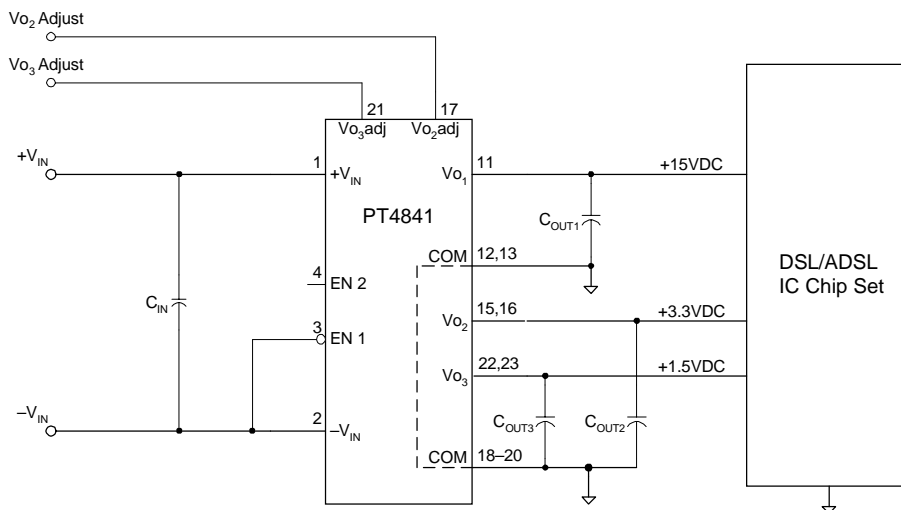 Vo2 Adjust
Vo3 Adjust
21
17
Vo3adj
Vo2adj
+VIN
1
+VIN
Vo1
11
+15VDC
PT4841
COUT1
COM
12,13
4
EN 2
CIN
DSL/ADSL
IC Chip Set
Vo2
15,16
+3.3VDC
3
EN 1
Vo3
22,23
+1.5VDC
–VIN
2
–VIN
COUT3
COUT2
COM
18–20